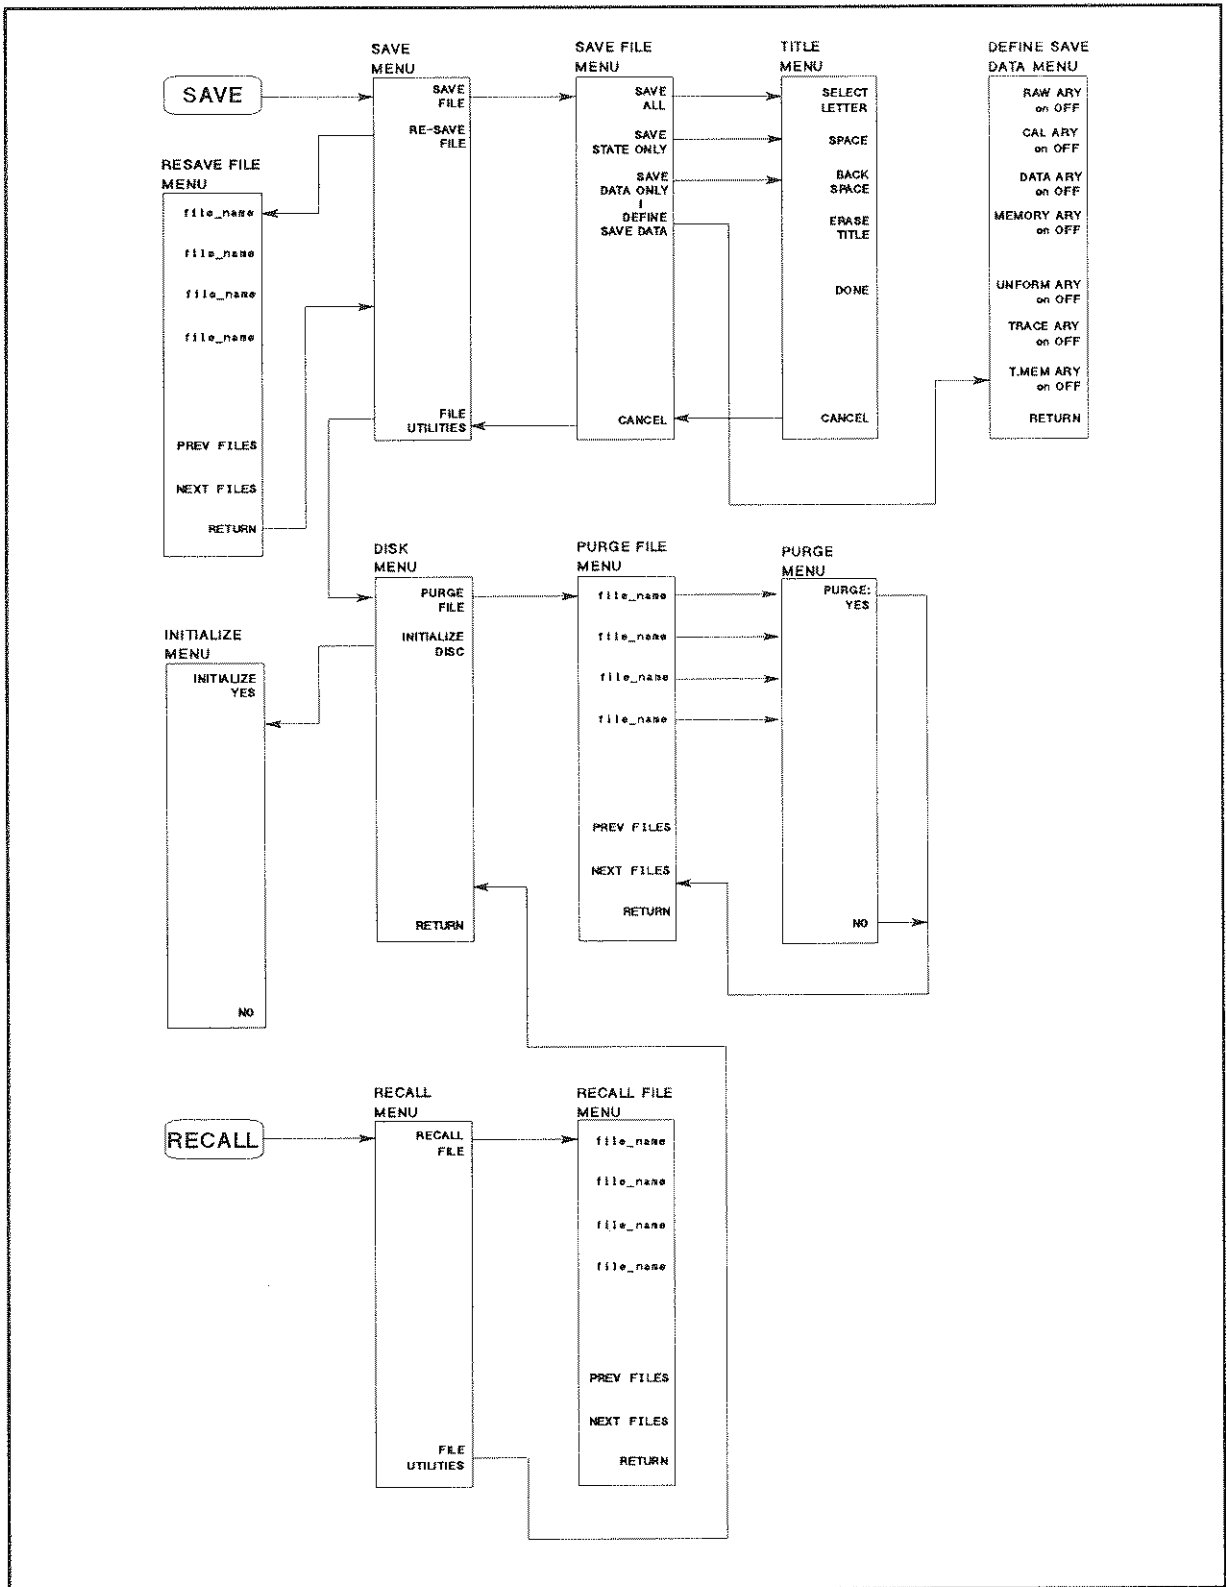 SAVE
SAVE
MENU
SAVE
FILE
RE-SAVE
FILE
FILE
UTILITIES
SAVE FILE
MENU
SAVE
ALL
SAVE
STATE ONLY
SAVE
DATA ONLY
DEFINE
SAVE DATA
CANCEL
TITLE
MENU
SELECT
LETTER
SPACE
BACK
SPACE
ERASE
TITLE
DONE
CANCEL
DEFINE SAVE
DATA MENU
RAW ARY
on OFF
CAL ARY
on OFF
DATA ARY
on OFF
MEMORY ARY
on OFF
UNFORM ARY
on OFF
TRACE ARY
on OFF
T.MEM ARY
on OFF
RETURN
RESAVE FILE
MENU
file_name
file_name
file_name
file_name
PREV FILES
NEXT FILES
RETURN
DISK
MENU
PURGE
FILE
INITIALIZE
DISC
RETURN
PURGE FILE
MENU
file_name
file_name
file_name
file_name
PREV FILES
NEXT FILES
RETURN
PURGE
MENU
PURGE:
YES
NO
INITIALIZE
MENU
INITIALIZE
YES
NO
RECALL
RECALL
MENU
RECALL
FILE
FILE
UTILITIES
RECALL FILE
MENU
file_name
file_name
file_name
file_name
PREV FILES
NEXT FILES
RETURN